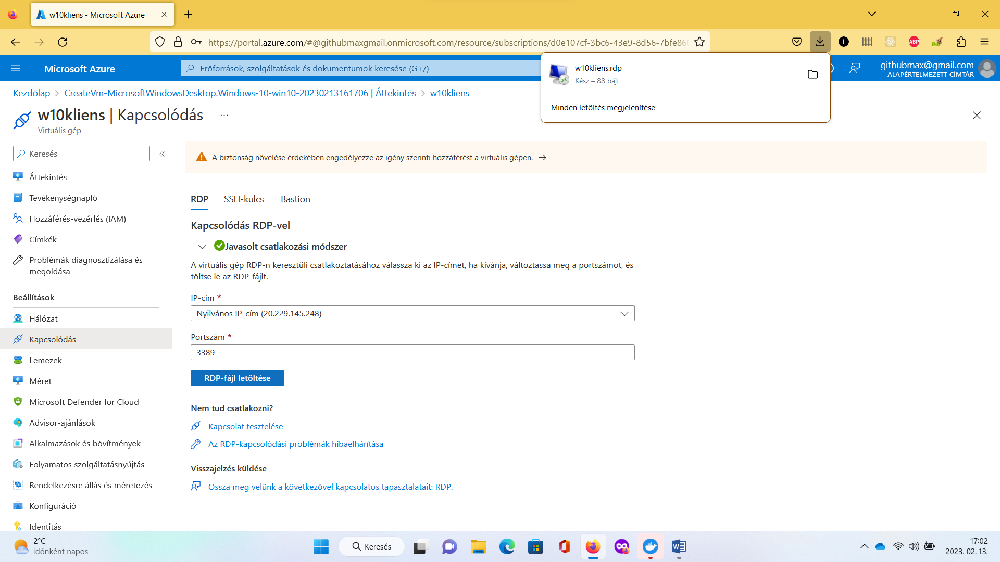 w10kliens - Microsoft Azure
https://portal.azure.com/#@githubmaxgmail.onmicrosoft.com/resource/subscriptions/d0e107cf-3bc6-43e9-8d56-7bfe86
ABP
Microsoft Azure
Erőforrások, szolgáltatások és dokumentumok keresése (G+/)
githubmax@gmail.com
ALAPÉRTELMEZETT CÍMTÁR
w10kliens.rdp
Kész – 88 bájt
Minden letöltés megjelenítése
Kezdőlap > CreateVm-MicrosoftWindowsDesktop.Windows-10-win10-20230213161706 | Áttekintés > w10kliens
w10kliens | Kapcsolódás ...
Virtuális gép
Keresés
Áttekintés
Tevékenységnapló
Hozzáférés-vezérlés (IAM)
Címkék
Problémák diagnosztizálása és
megoldása
Beállítások
Hálózat
Kapcsolódás
Lemezek
Méret
Microsoft Defender for Cloud
Advisor-ajánlások
Alkalmazások és bővítmények
Folyamatos szolgáltatásnyújtás
Rendelkezésre állás és méretezés
Konfiguráció
Identitás
A biztonság növelése érdekében engedélyezze az igény szerinti hozzáférést a virtuális gépen. →
RDP SSH-kulcs Bastion
Kapcsolódás RDP-vel
Javasolt csatlakozási módszer
A virtuális gép RDP-n keresztüli csatlakoztatásához válassza ki az IP-címet, ha kívánja, változtassa meg a portszámot, és
töltse le az RDP-fájlt.
IP-cím *
Nyilvános IP-cím (20.229.145.248)
Portszám *
3389
RDP-fájl letöltése
Nem tud csatlakozni?
Kapcsolat tesztelése
Az RDP-kapcsolódási problémák hibaelhárítása
Visszajelzés küldése
Ossza meg velünk a következővel kapcsolatos tapasztalatait: RDP.
2°C
Időnként napos
Keresés
17:02
2023. 02. 13.